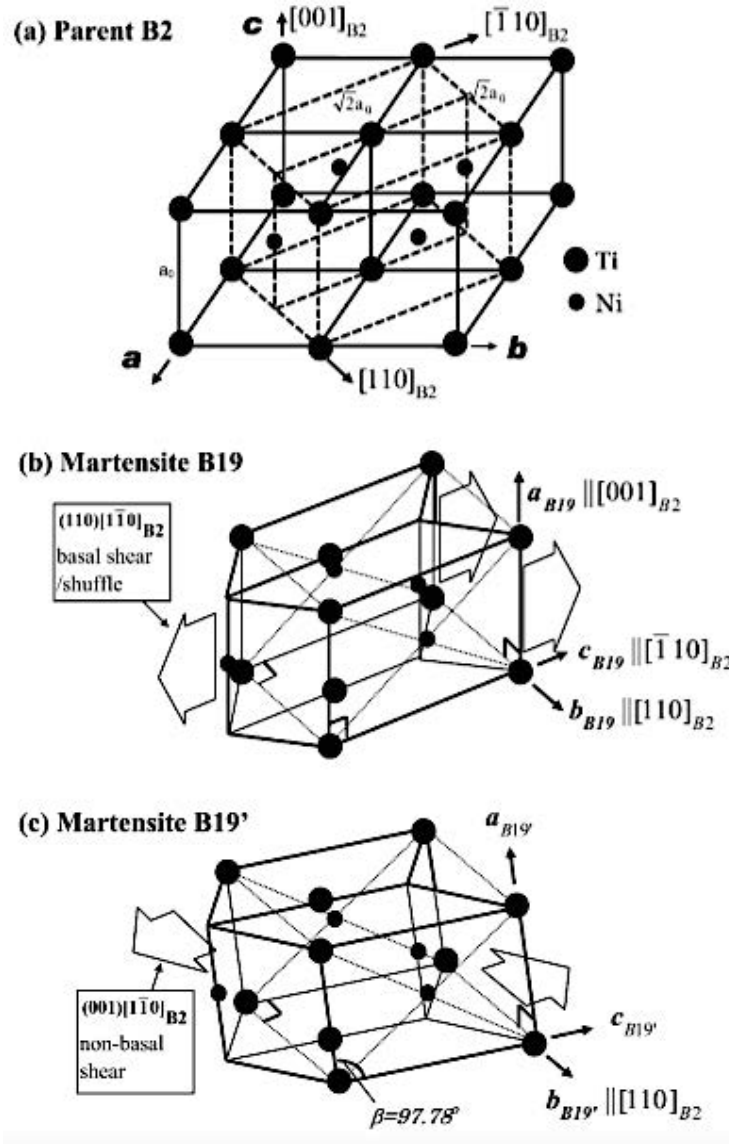 (a) Parent B2
c
[001]B2
[1̅10]B2
√2a₀
√2a₀
a₀
Ti
Ni
a
b
[110]B2
(b) Martensite B19
(110)[11̅0]B2
basal shear
/shuffle
aB19 || [001]B2
cB19 || [1̅10]B2
bB19 || [110]B2
(c) Martensite B19’
aB19'
(001)[11̅0]B2
non-basal
shear
cB19'
β=97.78°
bB19' || [110]B2